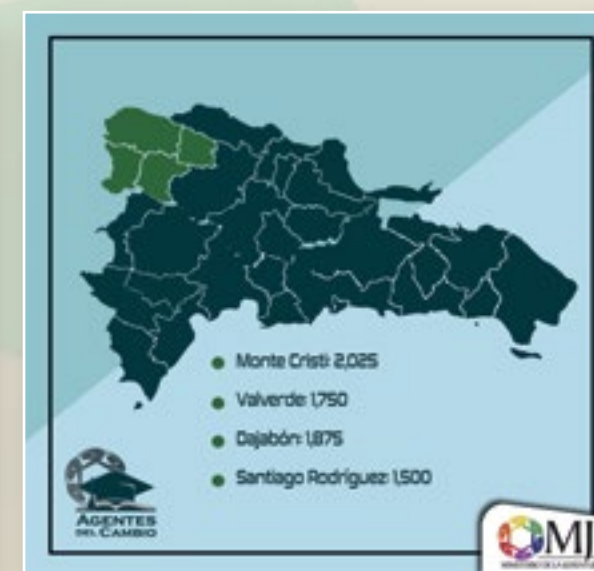 Monte Cristi: 2,025
Valverde: 1,750
Dajabón: 1,875
Santiago Rodríguez: 1,500
AGENTES
DEL CAMBIO
MJ